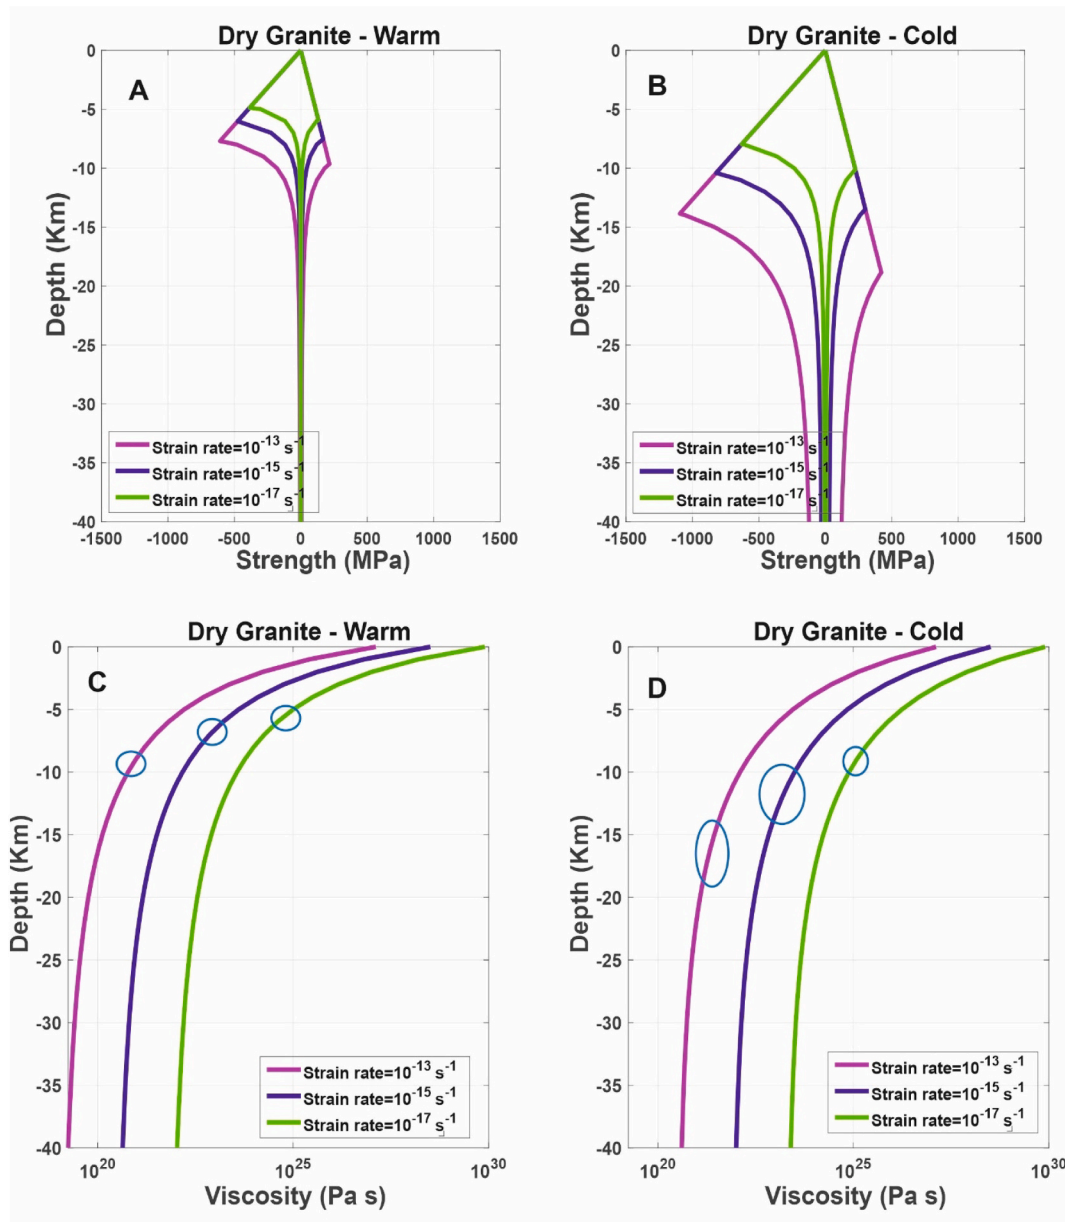 Dry Granite - Warm
A
0
-5
-10
-15
-20
-25
-30
-35
-40
Depth (Km)
Strain rate=10^-13 s^-1
Strain rate=10^-15 s^-1
Strain rate=10^-17 s^-1
-1500 -1000 -500 0 500 1000 1500
Strength (MPa)
Dry Granite - Cold
B
0
-5
-10
-15
-20
-25
-30
-35
-40
Depth (Km)
Strain rate=10^-13 s^-1
Strain rate=10^-15 s^-1
Strain rate=10^-17 s^-1
-1500 -1000 -500 0 500 1000 1500
Strength (MPa)
Dry Granite - Warm
C
0
-5
-10
-15
-20
-25
-30
-35
-40
Depth (Km)
Strain rate=10^-13 s^-1
Strain rate=10^-15 s^-1
Strain rate=10^-17 s^-1
10^20 10^25 10^30
Viscosity (Pa s)
Dry Granite - Cold
D
0
-5
-10
-15
-20
-25
-30
-35
-40
Depth (Km)
Strain rate=10^-13 s^-1
Strain rate=10^-15 s^-1
Strain rate=10^-17 s^-1
10^20 10^25 10^30
Viscosity (Pa s)